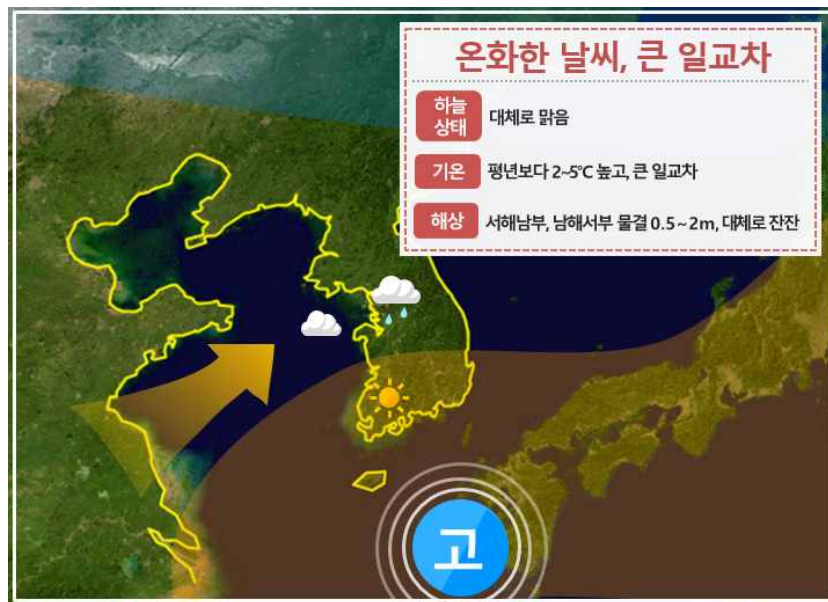 온화한 날씨, 큰 일교차
하늘
상태
대체로 맑음
기온
평년보다 2~5℃ 높고, 큰 일교차
해상
서해남부, 남해서부 물결 0.5~2m, 대체로 잔잔
고